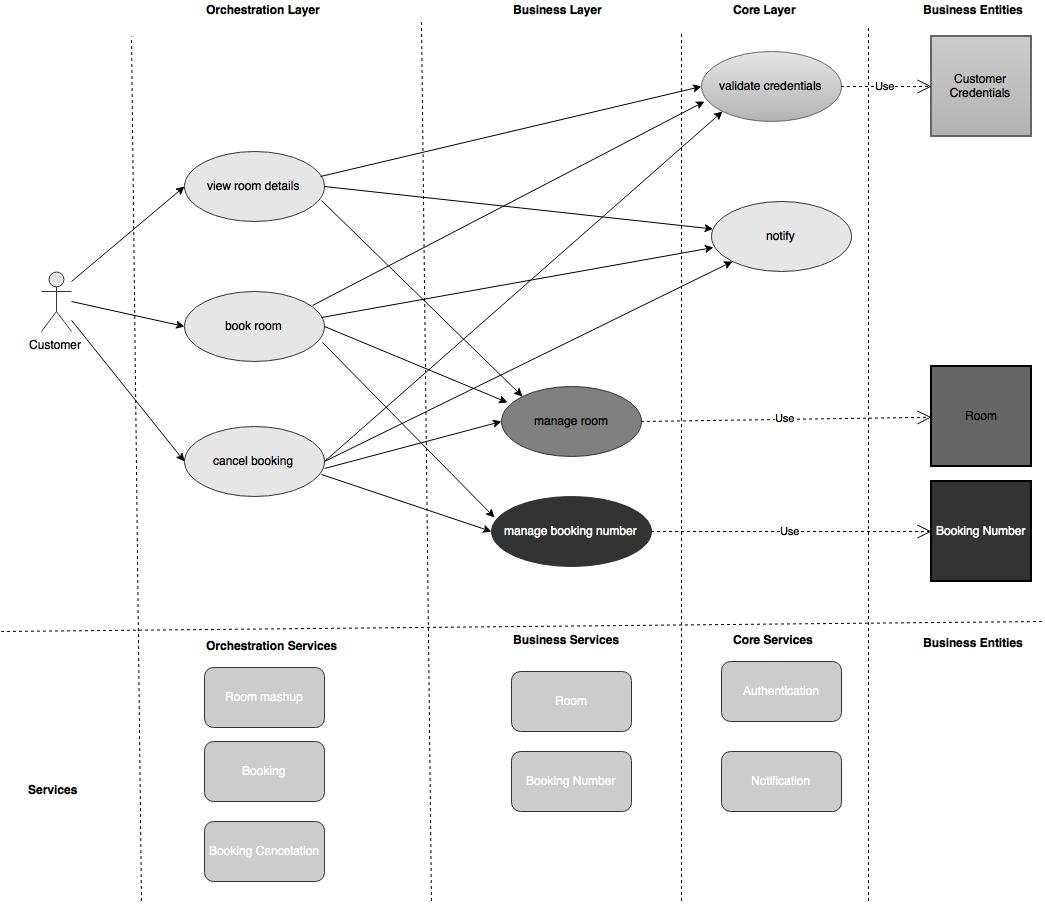 Orchestration Layer
Business Layer
Core Layer
Business Entities
validate credentials
Use
Customer
Credentials
view room details
notify
book room
Customer
manage room
Use
Room
cancel booking
manage booking number
Use
Booking Number
Orchestration Services
Business Services
Core Services
Business Entities
Room mashup
Room
Authentication
Booking
Booking Number
Notification
Services
Booking Cancelation